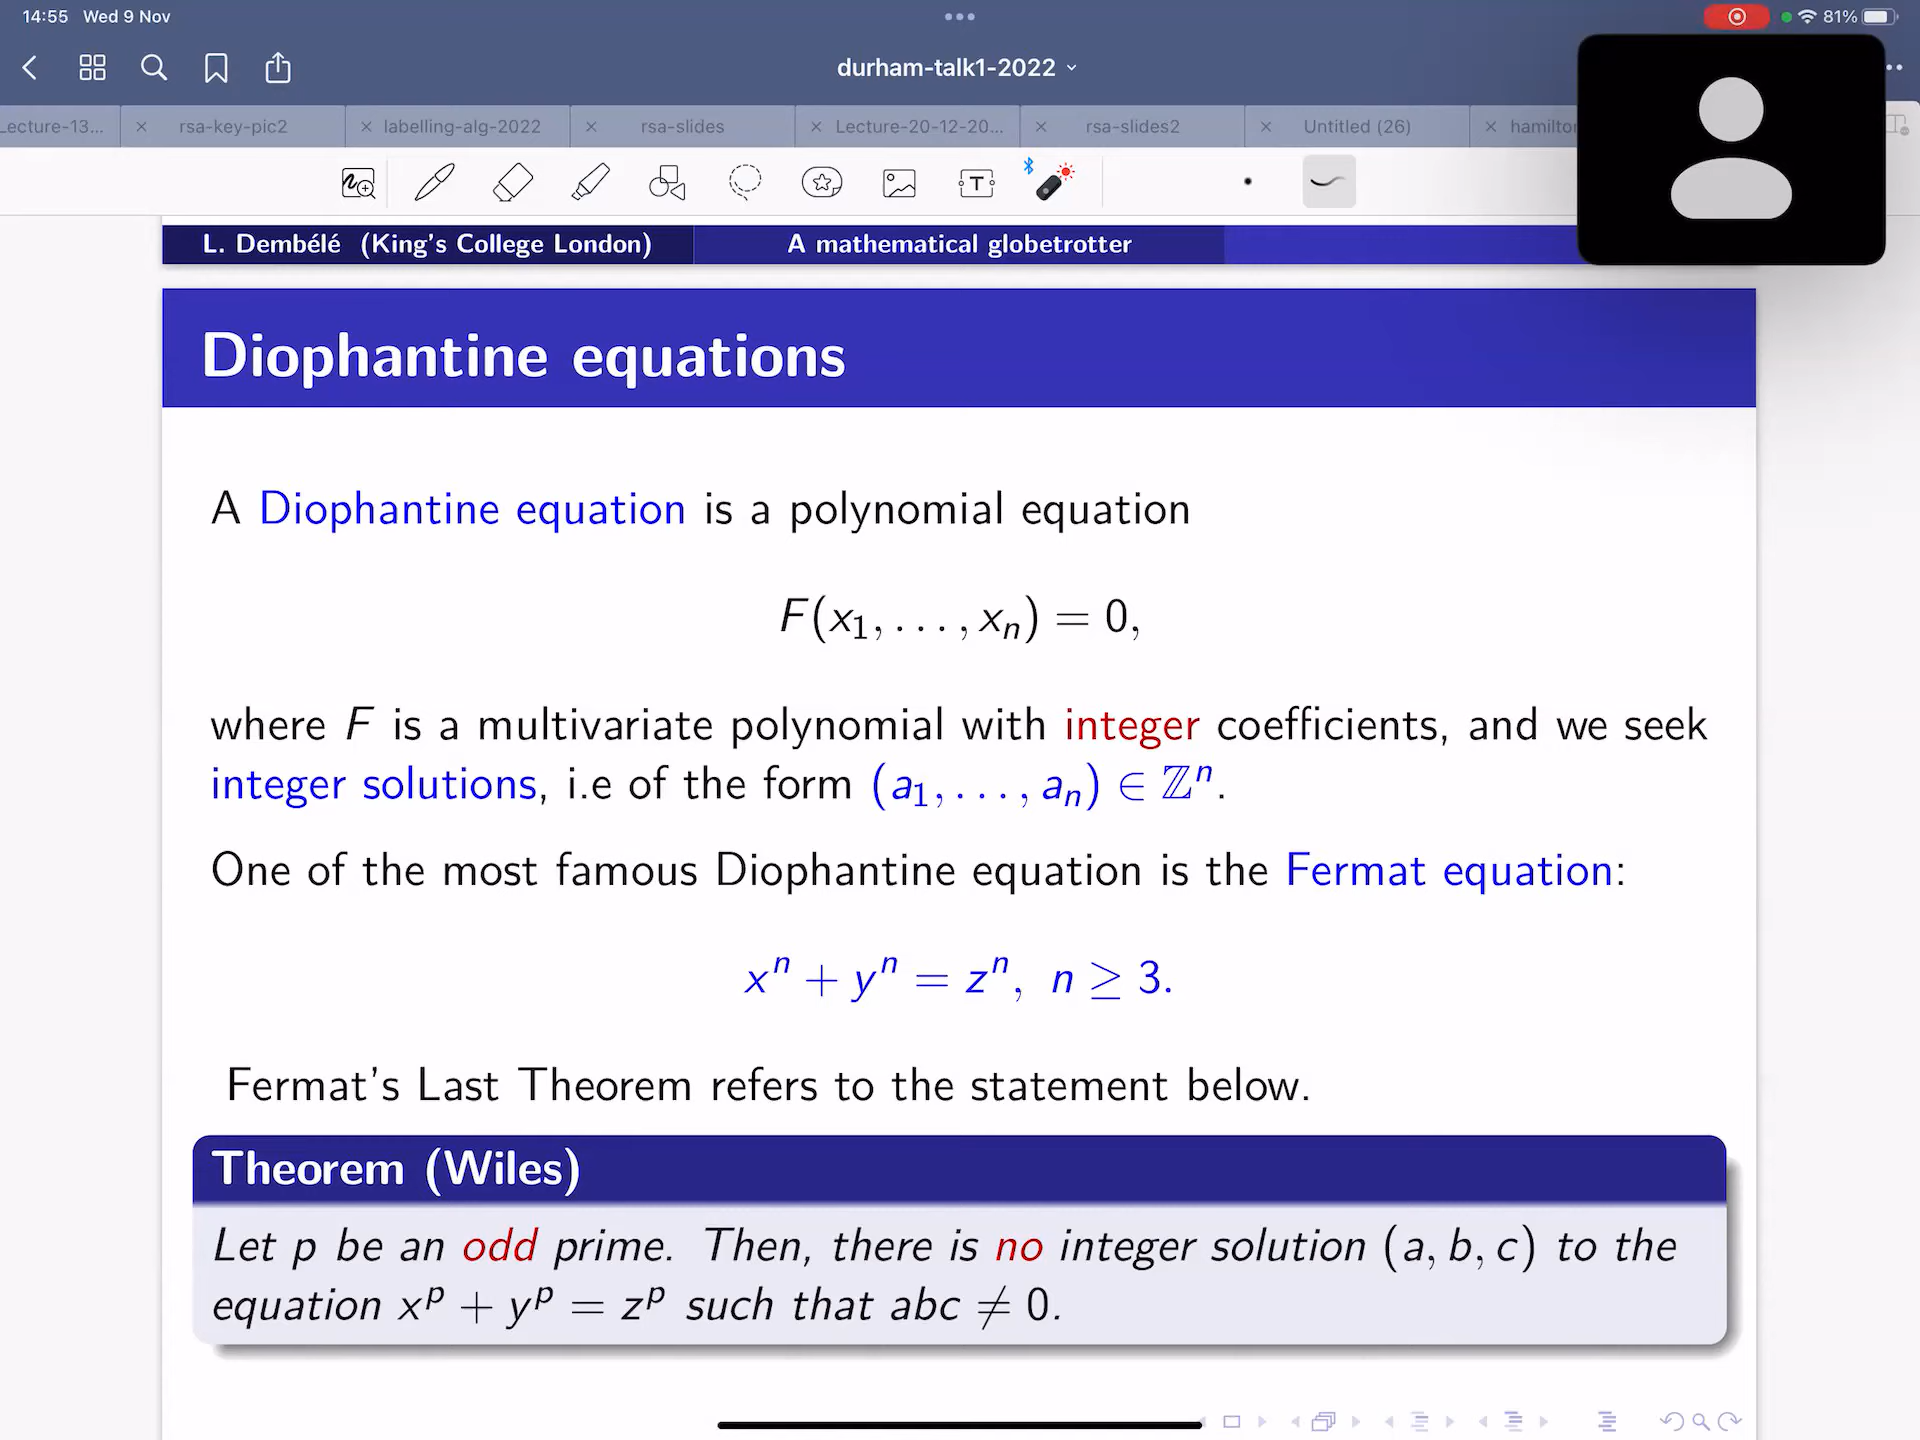 14:55 Wed 9 Nov
81%
durham-talk1-2022
Lecture-13... rsa-key-pic2 labelling-alg-2022 rsa-slides Lecture-20-12-20... rsa-slides2 Untitled (26)
T
L. Dembélé (King's College London) A mathematical globetrotter
Diophantine equations
A Diophantine equation is a polynomial equation
F(x₁, . . . , xₙ) = 0,
where F is a multivariate polynomial with integer coefficients, and we seek
integer solutions, i.e of the form (a₁, . . . , aₙ) ∈ ℤⁿ.
One of the most famous Diophantine equation is the Fermat equation:
xⁿ + yⁿ = zⁿ, n ≥ 3.
Fermat's Last Theorem refers to the statement below.
Theorem (Wiles)
Let p be an odd prime. Then, there is no integer solution (a, b, c) to the
equation xᵖ + yᵖ = zᵖ such that abc ≠ 0.